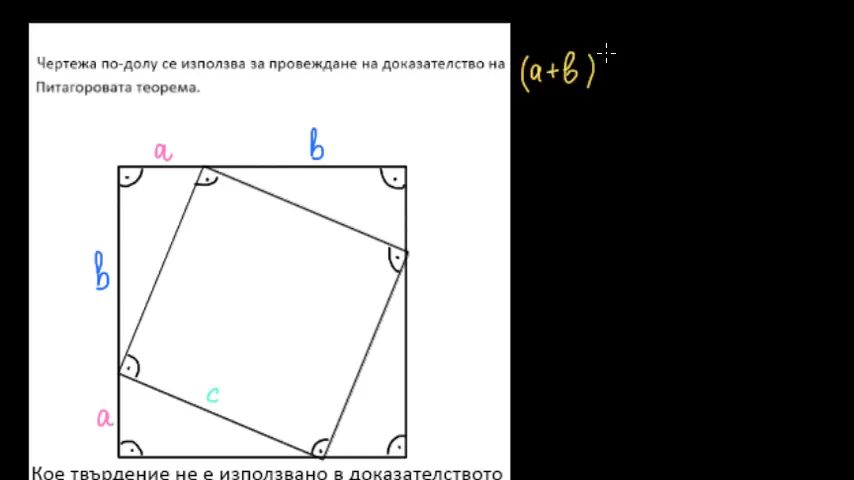 Чертежа по-долу се използва за провеждане на доказателство на
Питагоровата теорема.
(a+b)
a
b
b
c
a
Кое твърдение не е използвано в доказателството